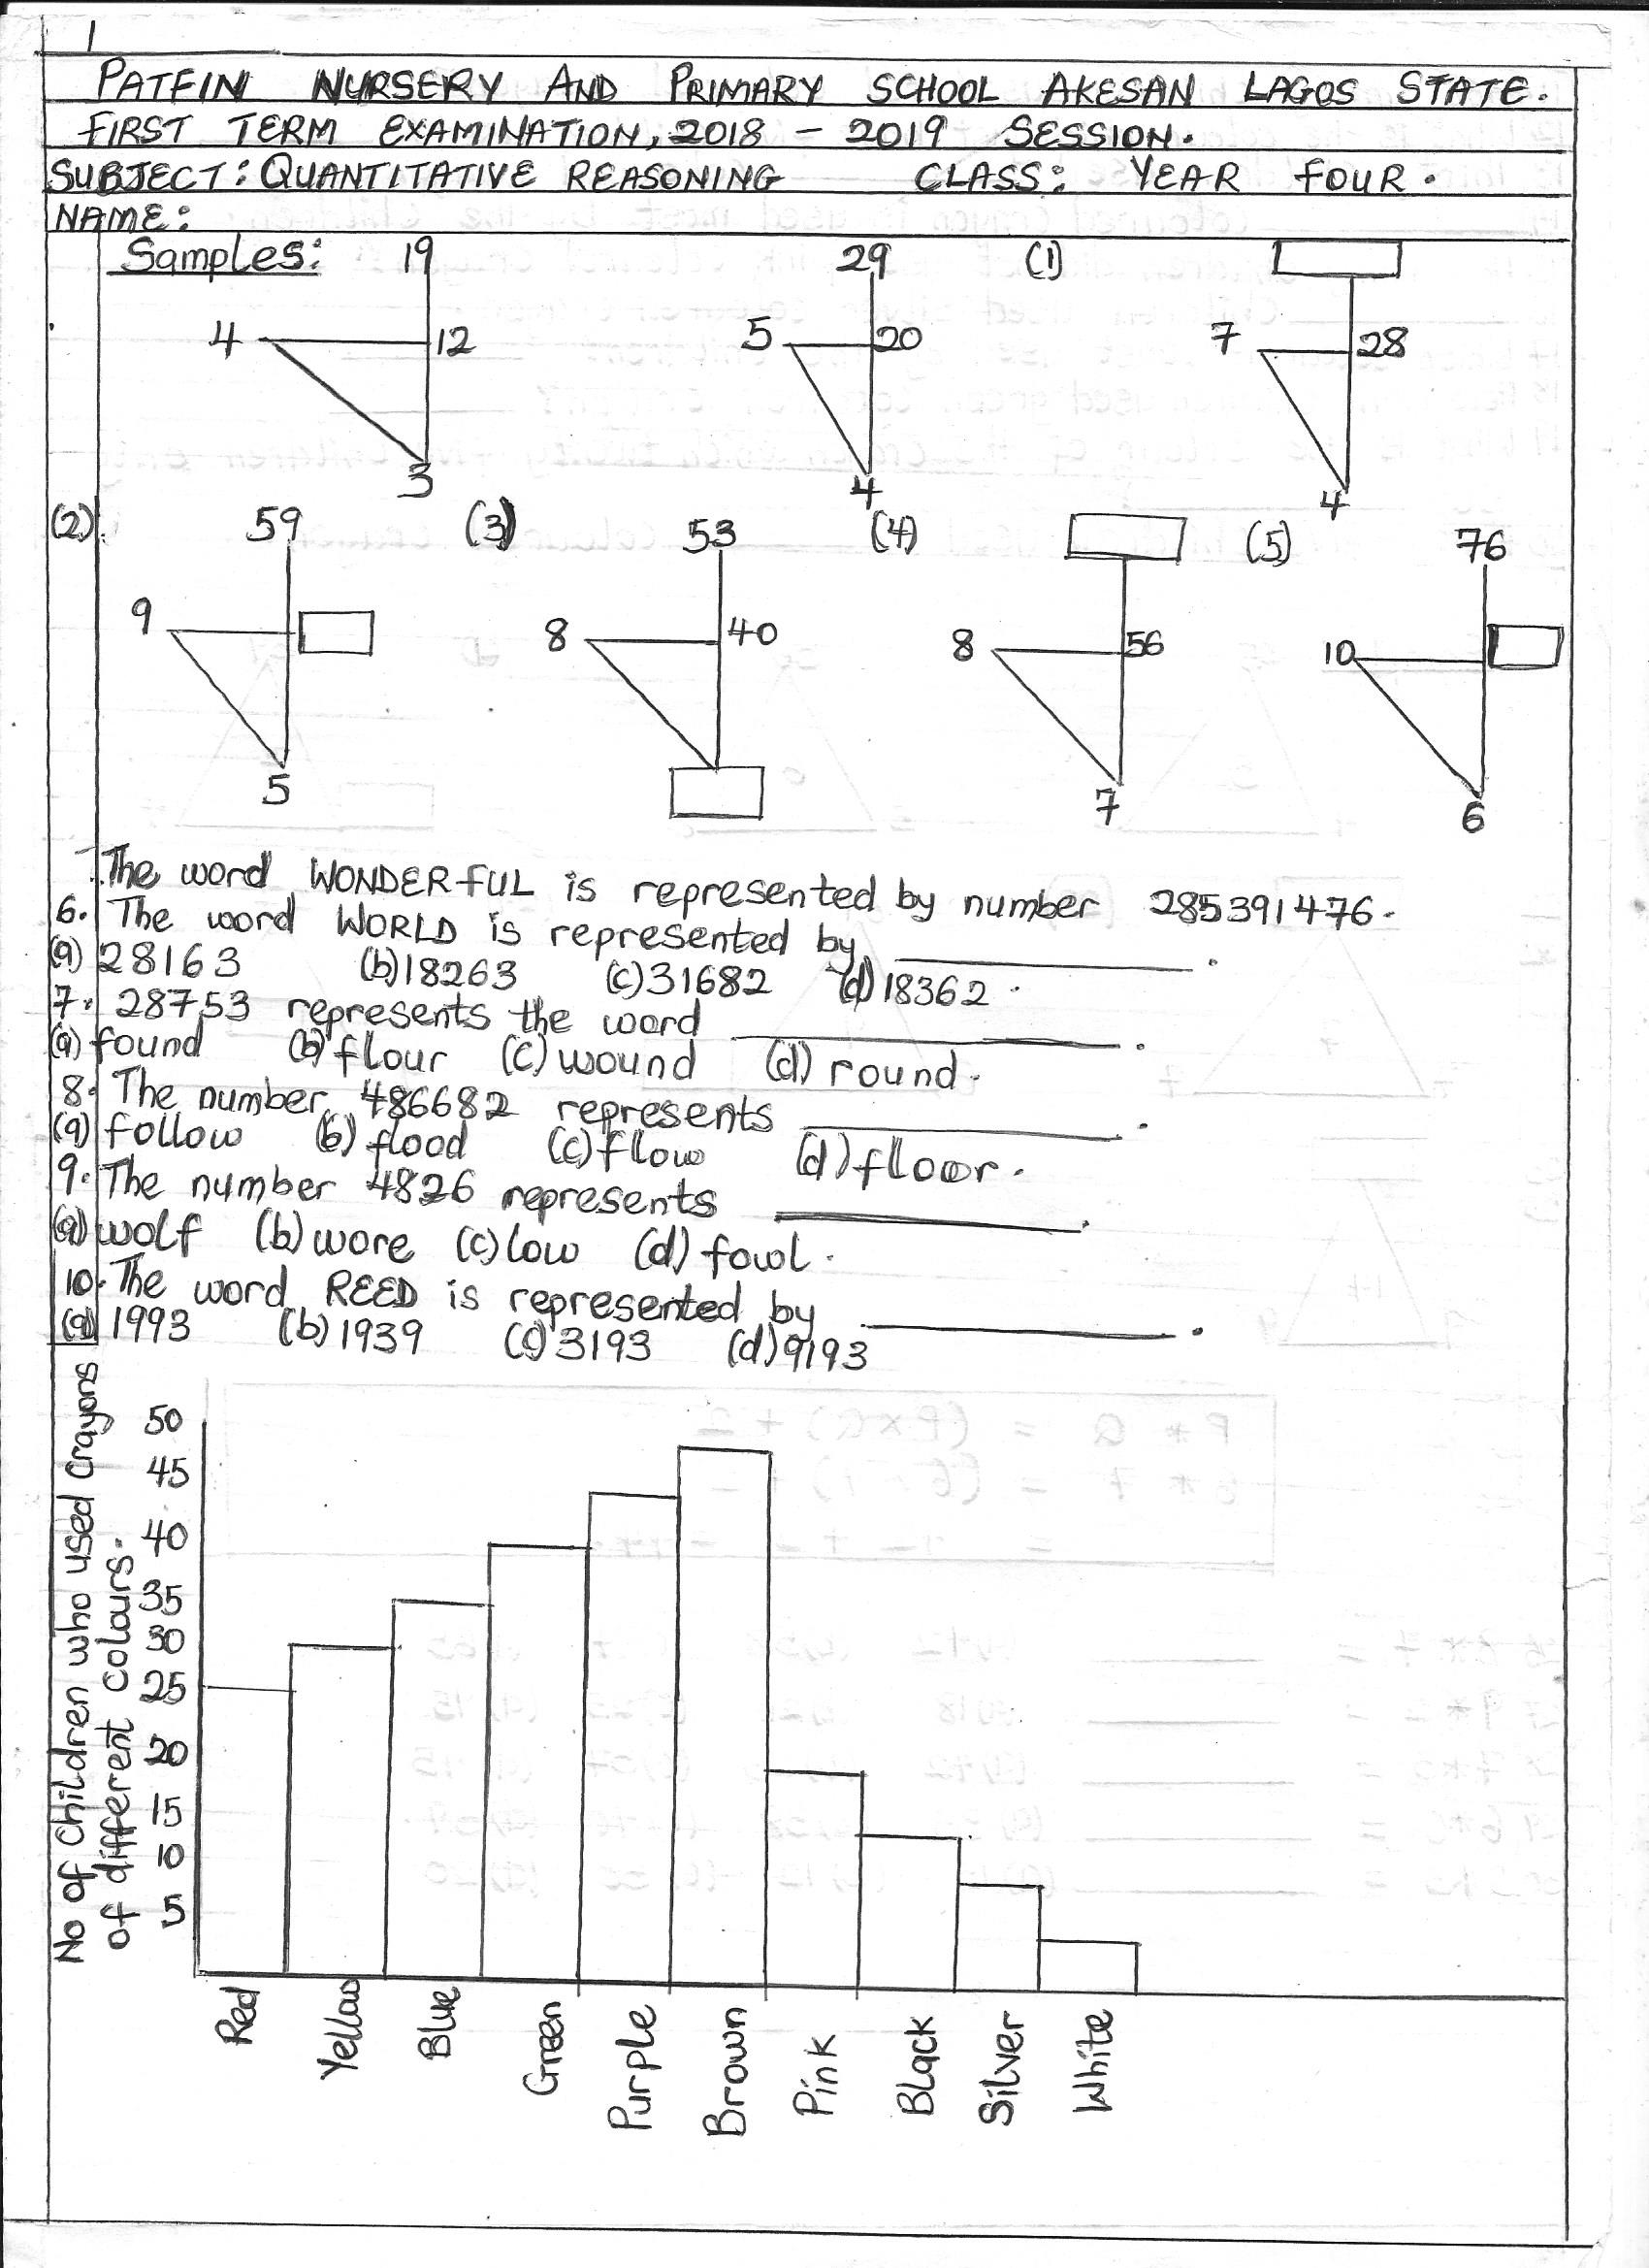 1
PATFIN NURSERY AND PRIMARY SCHOOL AKESAN LAGOS STATE.
FIRST TERM EXAMINATION, 2018 - 2019 SESSION.
SUBJECT: QUANTITATIVE REASONING CLASS: YEAR FOUR.
NAME:
Samples: 19 29 (1)
4 12 5 20 7 28
3 4 4
(2) 59 (3) 53 (4) (5) 76
9 8 40 8 56 10
5 7 6
The word WONDERFUL is represented by number 285391476.
6. The word WORLD is represented by ________.
(a) 28163 (b) 18263 (c) 31682 (d) 18362.
7. 28753 represents the word ________.
(a) found (b) flour (c) wound (d) round.
8. The number 486682 represents ________.
(a) follow (b) flood (c) flow (d) floor.
9. The number 4826 represents ________.
(a) wolf (b) wore (c) low (d) fowl.
10. The word REED is represented by ________.
(a) 1993 (b) 1939 (c) 3193 (d) 9193
No of Children who used Crayons
of different colours.
50
45
40
35
30
25
20
15
10
5
Red Yellow Blue Green Purple Brown Pink Black Silver White